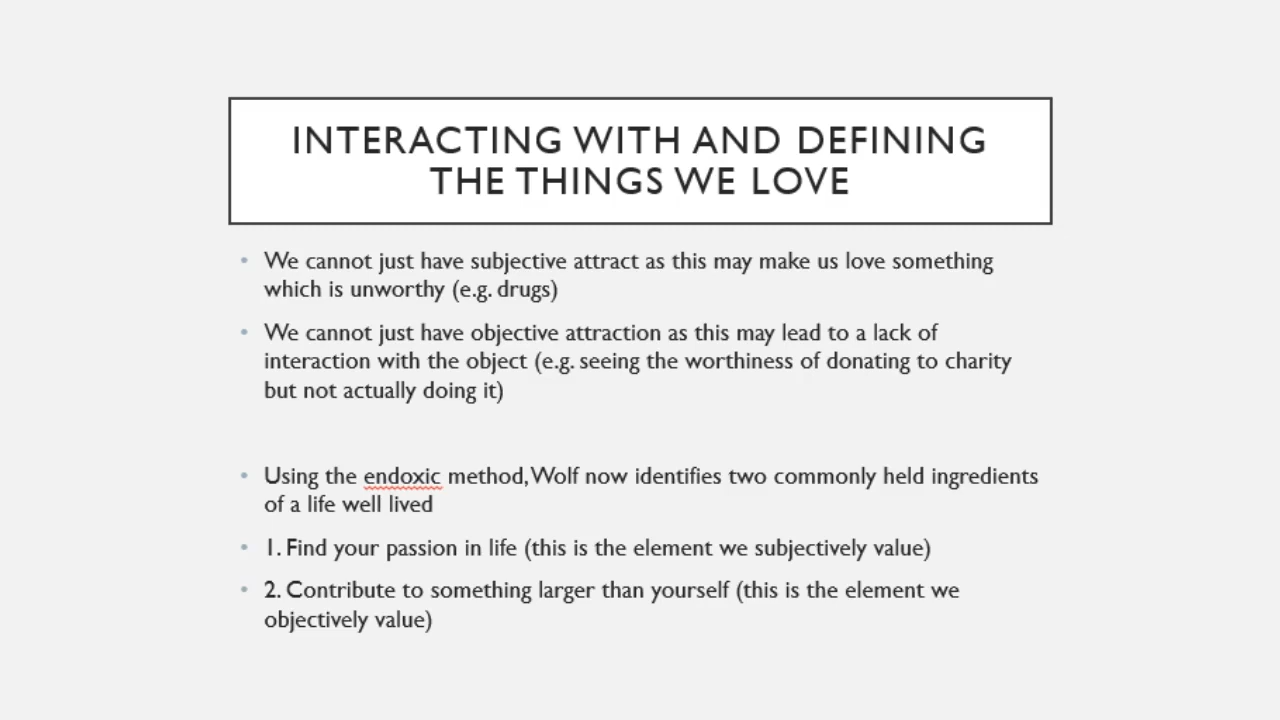 INTERACTING WITH AND DEFINING
THE THINGS WE LOVE
• We cannot just have subjective attract as this may make us love something
which is unworthy (e.g. drugs)
• We cannot just have objective attraction as this may lead to a lack of
interaction with the object (e.g. seeing the worthiness of donating to charity
but not actually doing it)
• Using the endoxic method, Wolf now identifies two commonly held ingredients
of a life well lived
• 1. Find your passion in life (this is the element we subjectively value)
• 2. Contribute to something larger than yourself (this is the element we
objectively value)